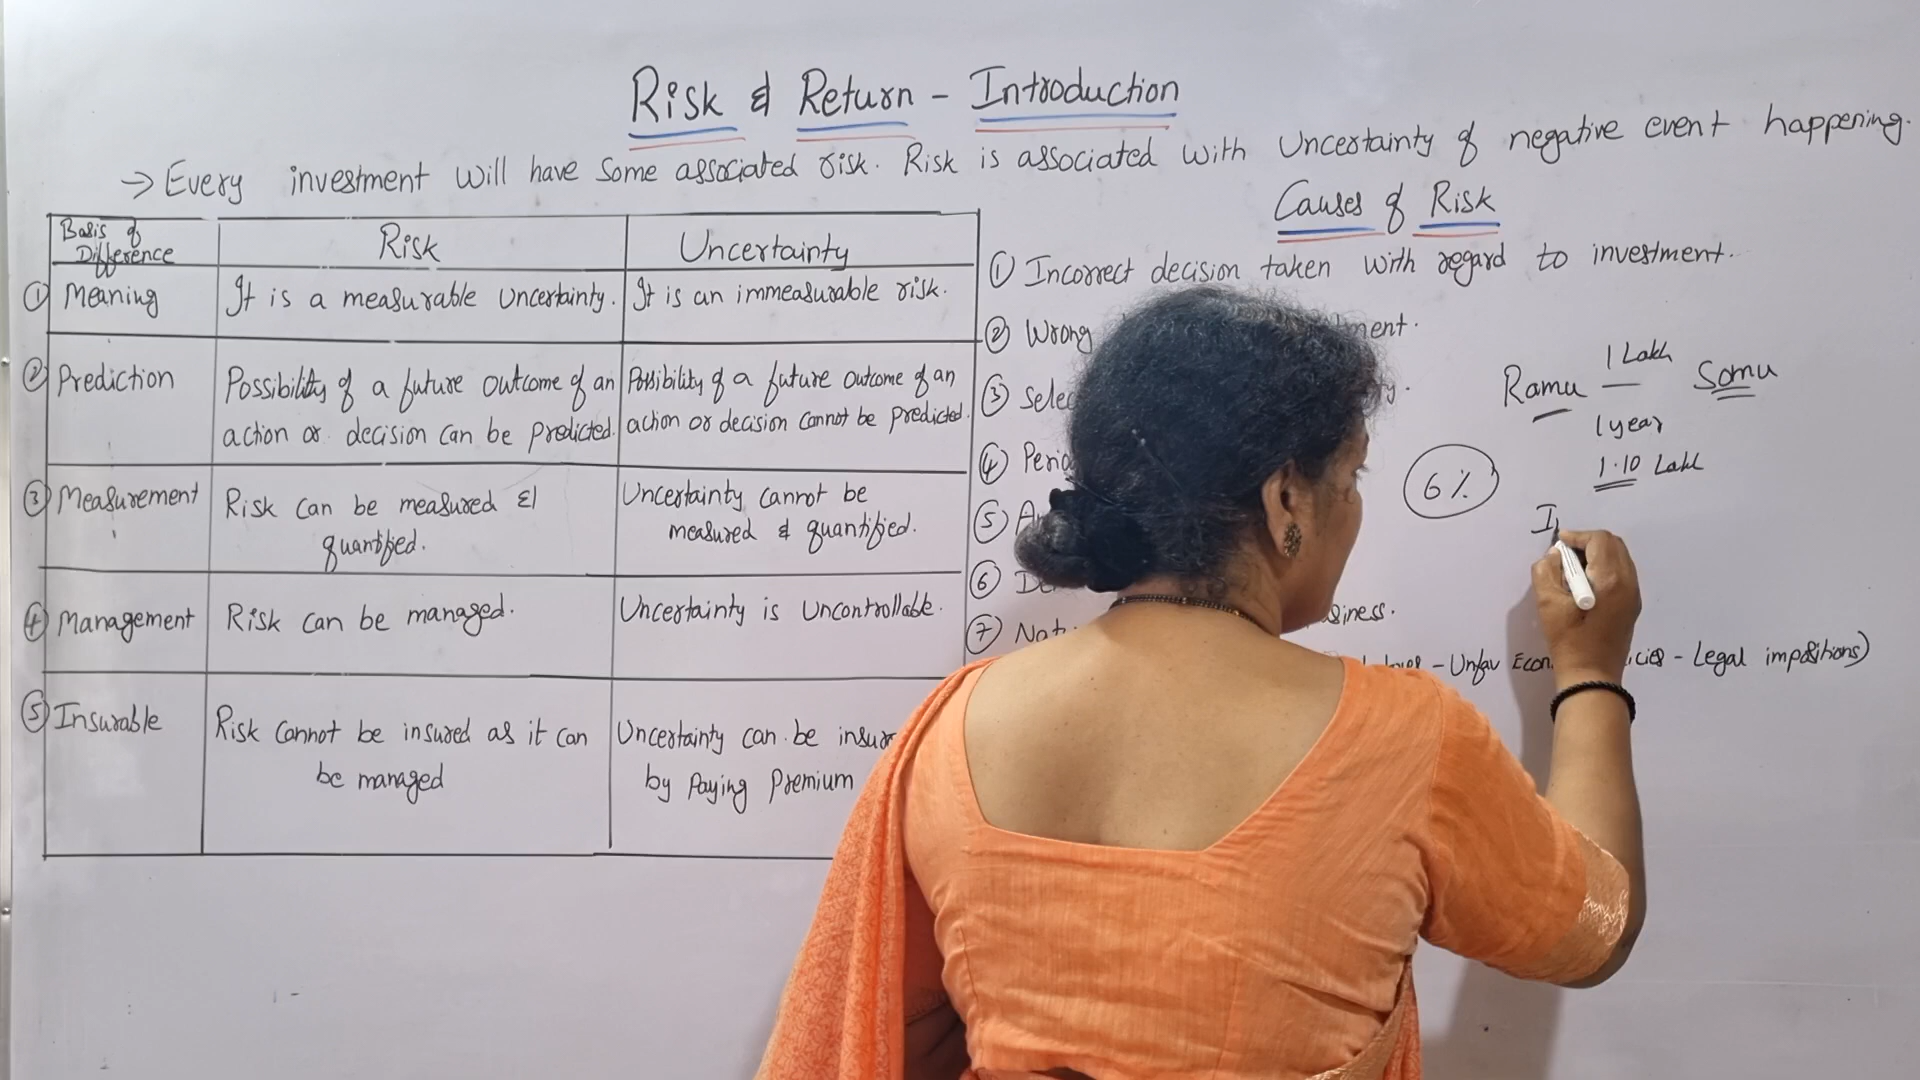 Risk & Return - Introduction
→ Every investment will have some associated risk. Risk is associated with uncertainty of negative event happening.
Basis of Difference
Risk
Uncertainty
① Meaning
It is a measurable uncertainty.
It is an immeasurable risk.
② Prediction
Possibility of a future outcome of an
action or decision can be predicted.
Possibility of a future outcome of an
action or decision cannot be predicted.
③ Measurement
Risk can be measured &
quantified.
Uncertainty cannot be
measured & quantified.
④ Management
Risk can be managed.
Uncertainty is uncontrollable.
⑤ Insurable
Risk cannot be insured as it can
be managed
Uncertainty can be
by paying premium
Causes of Risk
① Incorrect decision taken with regard to investment.
② Wrong
③
④
⑤
⑥
⑦
- Unfav - Legal impositions)
Ramu — 1 Lakh Somu
1 year
1.10 Lakh
6%